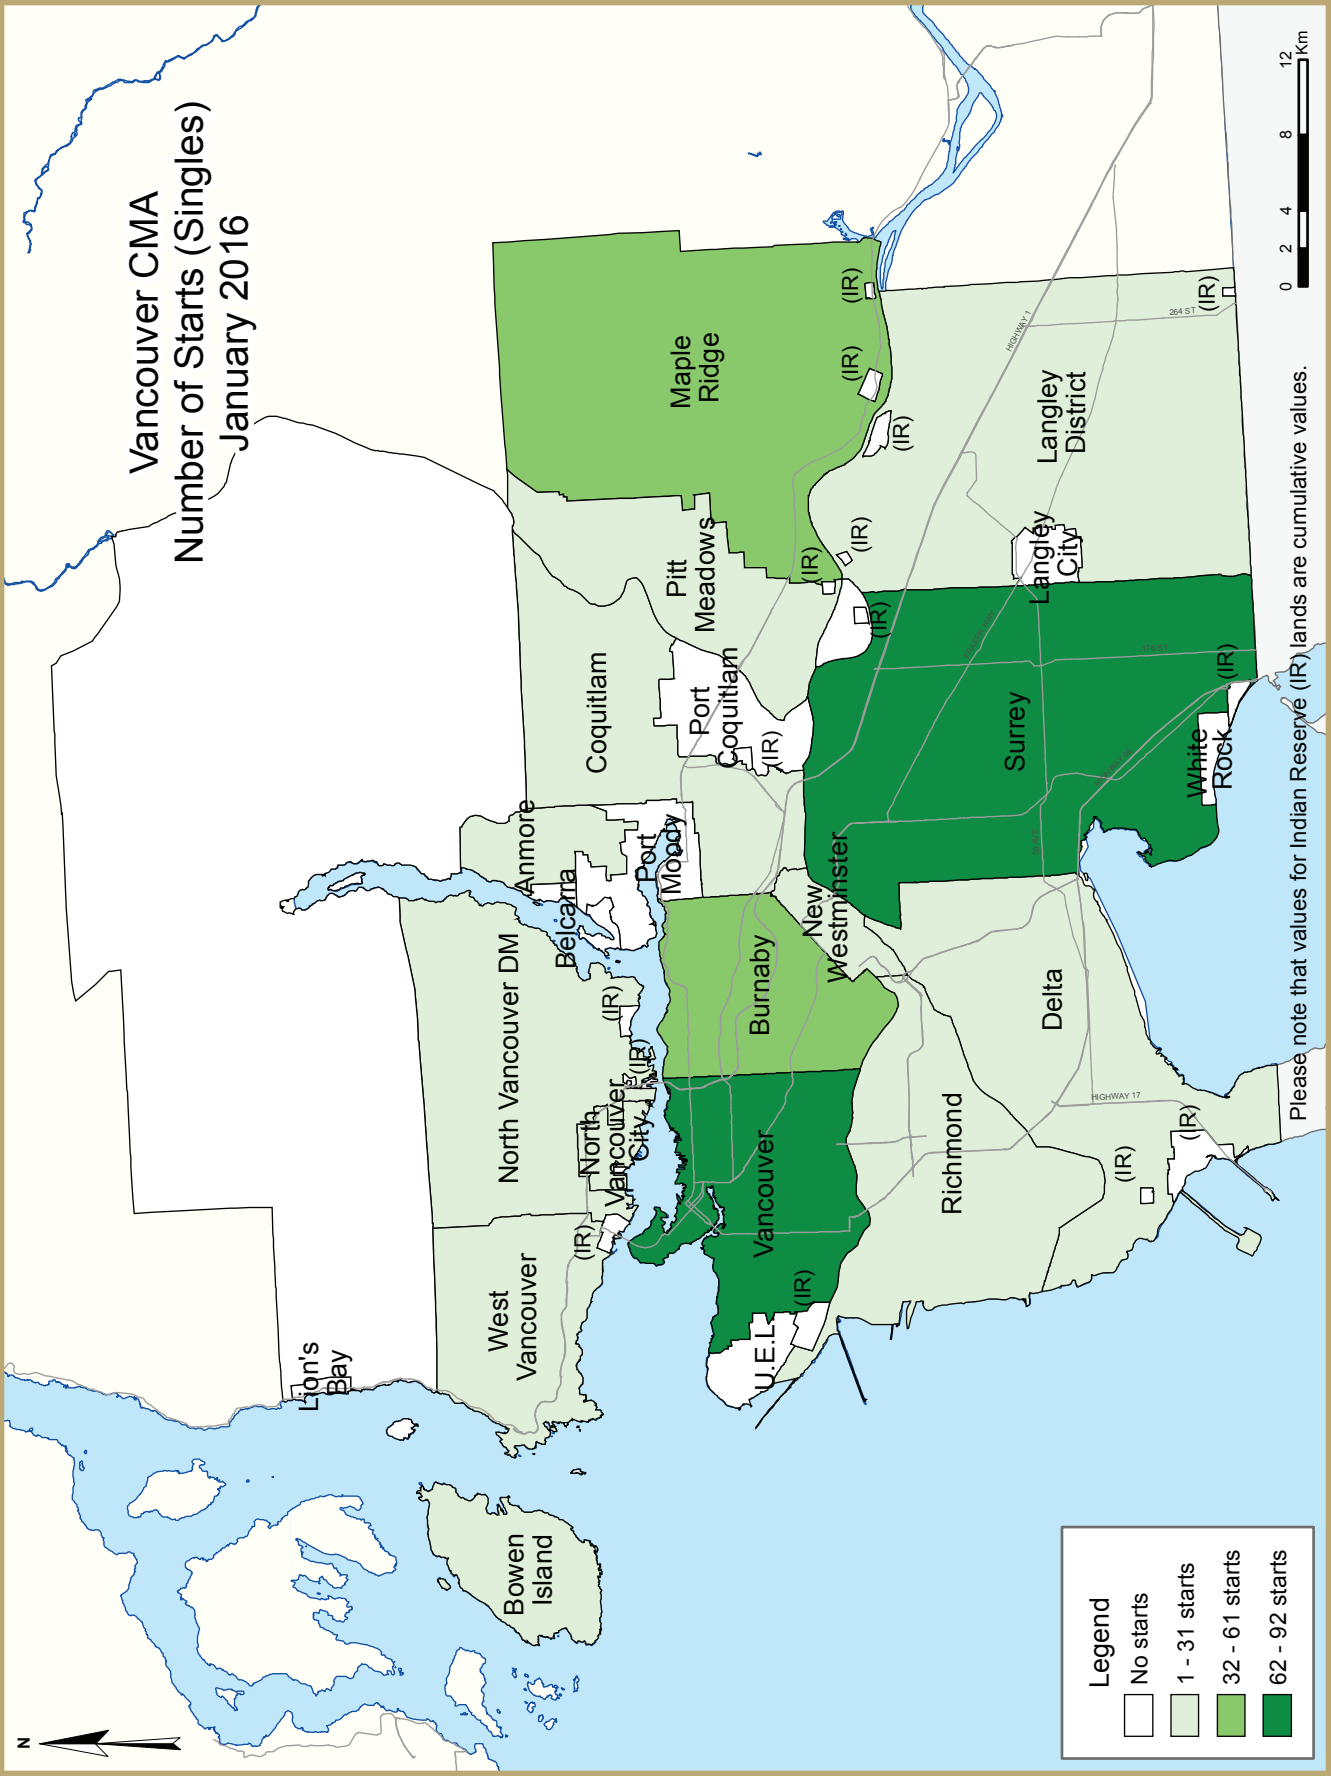 Vancouver CMA
Number of Starts (Singles)
January 2016
N
Lion's
Bay
Bowen
Island
West
Vancouver
North Vancouver DM
North
Vancouver
City
(IR)
(IR)
(IR)
Belcarra
Anmore
Port
Moody
Coquitlam
Port
Coquitlam
(IR)
Pitt
Meadows
(IR)
Maple
Ridge
(IR)
(IR)
(IR)
(IR)
(IR)
U.E.L.
(IR)
Vancouver
Burnaby
New
Westminster
Richmond
Delta
(IR)
(IR)
HIGHWAY 17
Surrey
176 ST
White
Rock
(IR)
Langley
City
Langley
District
HIGHWAY 1
264 ST
(IR)
Legend
No starts
1 - 31 starts
32 - 61 starts
62 - 92 starts
0 2 4 8 12
Km
Please note that values for Indian Reserve (IR) lands are cumulative values.